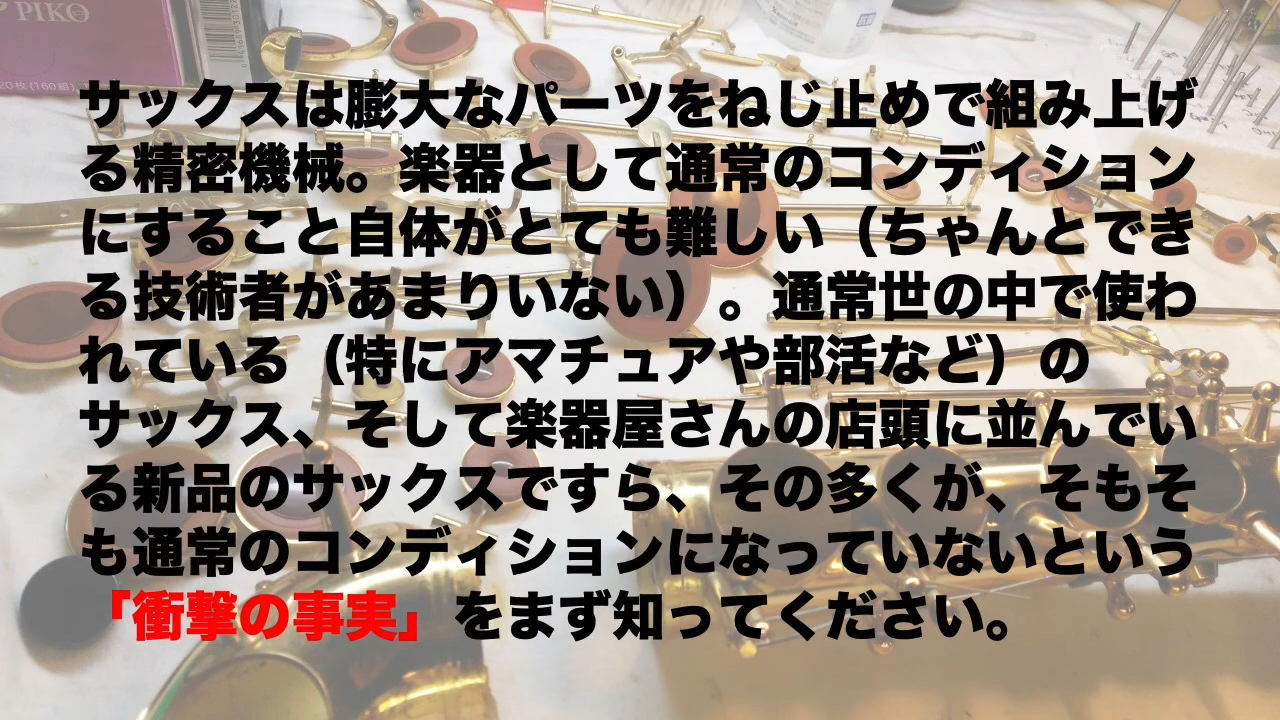 PIKO
20枚(160組)
サックスは膨大なパーツをねじ止めで組み上げ
る精密機械。楽器として通常のコンディション
にすること自体がとても難しい（ちゃんとでき
る技術者があまりいない）。通常世の中で使わ
れている（特にアマチュアや部活など）の
サックス、そして楽器屋さんの店頭に並んでい
る新品のサックスですら、その多くが、そもそ
も通常のコンディションになっていないという
「衝撃の事実」をまず知ってください。